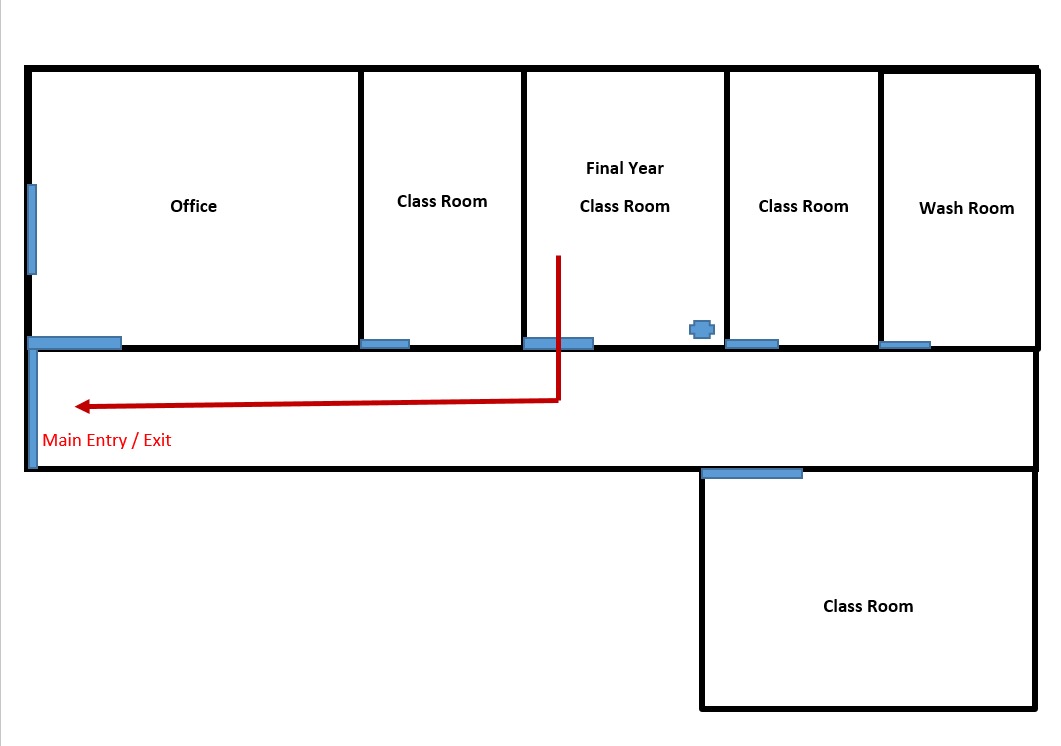 Office
Class Room
Final Year
Class Room
Class Room
Wash Room
Main Entry / Exit
Class Room